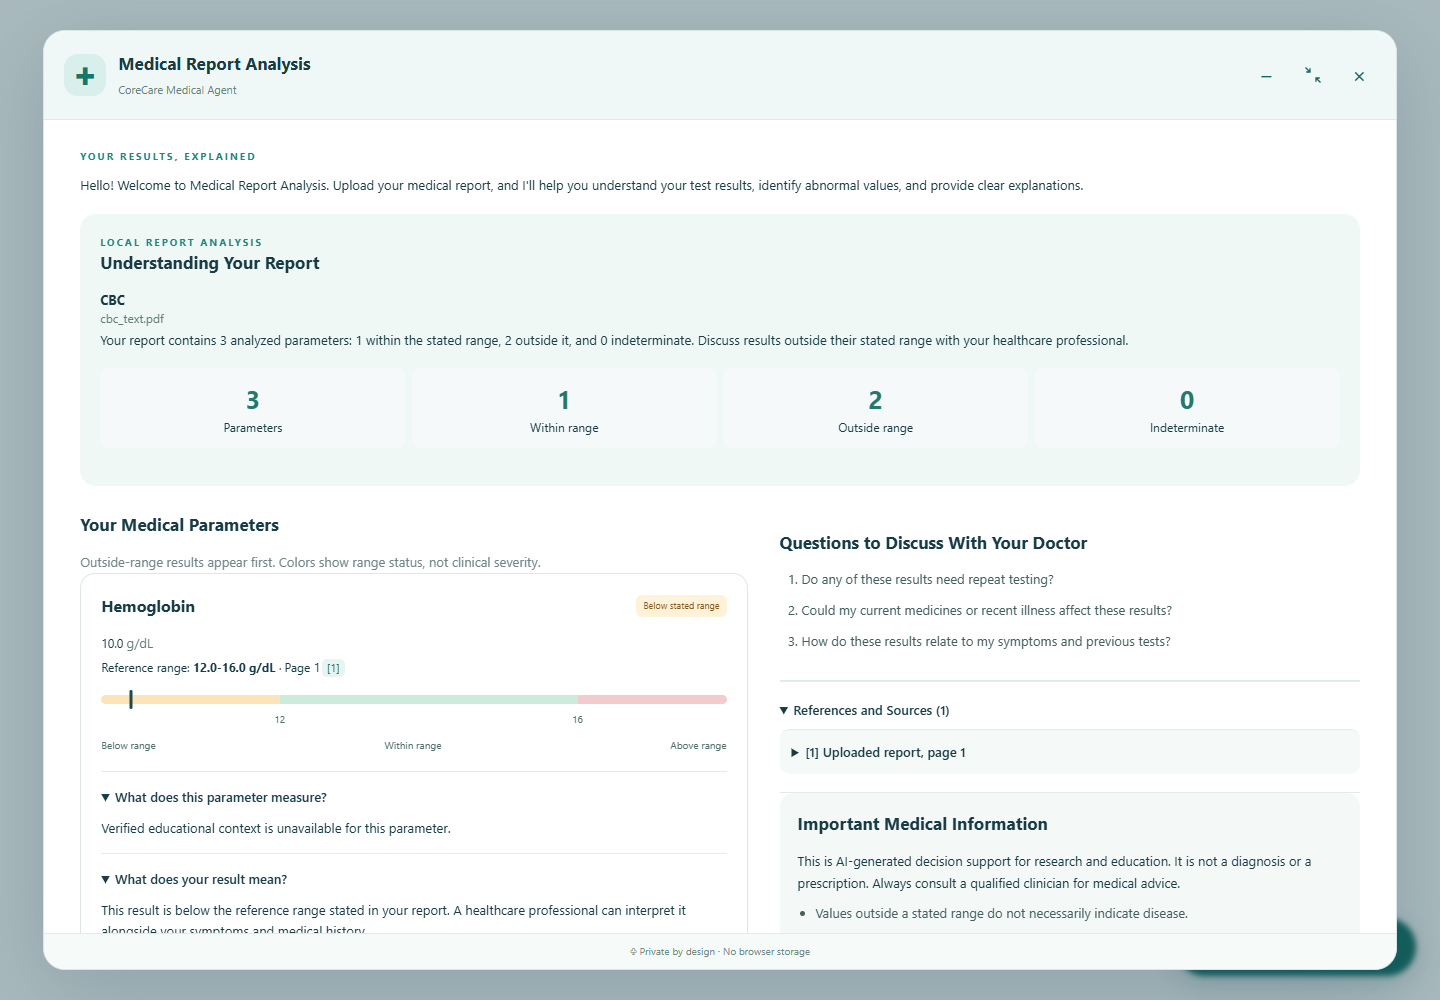 Medical Report Analysis
CoreCare Medical Agent
YOUR RESULTS, EXPLAINED
Hello! Welcome to Medical Report Analysis. Upload your medical report, and I'll help you understand your test results, identify abnormal values, and provide clear explanations.
LOCAL REPORT ANALYSIS
Understanding Your Report
CBC
cbc_text.pdf
Your report contains 3 analyzed parameters: 1 within the stated range, 2 outside it, and 0 indeterminate. Discuss results outside their stated range with your healthcare professional.
3
Parameters
1
Within range
2
Outside range
0
Indeterminate
Your Medical Parameters
Outside-range results appear first. Colors show range status, not clinical severity.
Hemoglobin
Below stated range
10.0 g/dL
Reference range: 12.0-16.0 g/dL · Page 1 [1]
12
16
Below range
Within range
Above range
What does this parameter measure?
Verified educational context is unavailable for this parameter.
What does your result mean?
This result is below the reference range stated in your report. A healthcare professional can interpret it
alongside your symptoms and medical history.
Questions to Discuss With Your Doctor
1. Do any of these results need repeat testing?
2. Could my current medicines or recent illness affect these results?
3. How do these results relate to my symptoms and previous tests?
References and Sources (1)
[1] Uploaded report, page 1
Important Medical Information
This is AI-generated decision support for research and education. It is not a diagnosis or a
prescription. Always consult a qualified clinician for medical advice.
• Values outside a stated range do not necessarily indicate disease.
Private by design · No browser storage